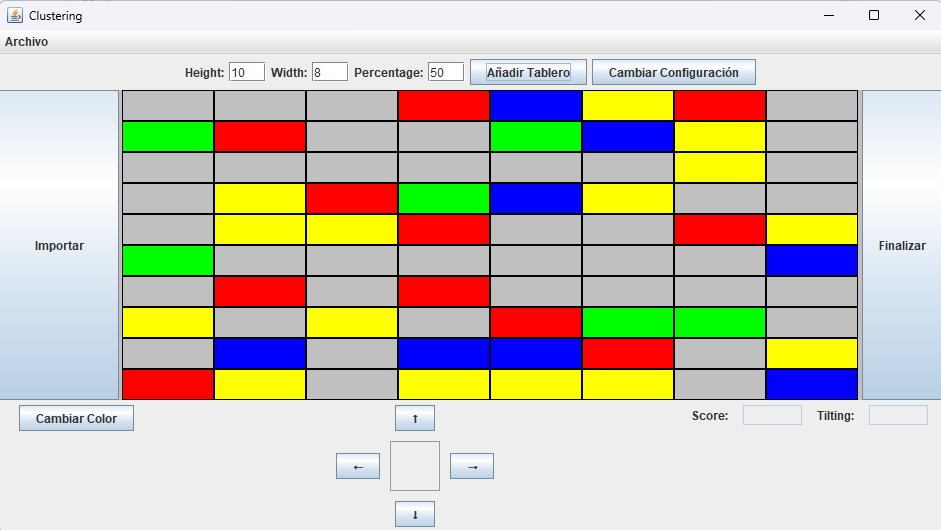 Clustering
Archivo
Height: 10 Width: 8 Percentage: 50 Añadir Tablero Cambiar Configuración
Importar
Finalizar
Cambiar Color
↑
Score:
Tilting:
←
→
↓